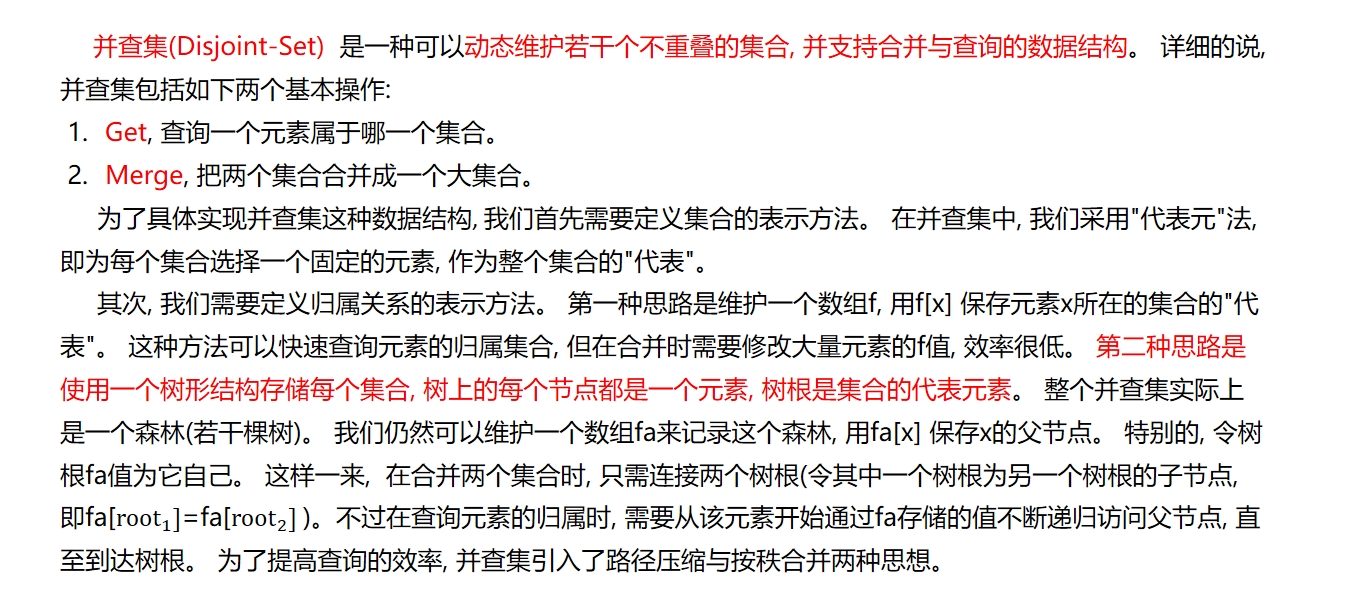 并查集(Disjoint-Set) 是一种可以动态维护若干个不重叠的集合, 并支持合并与查询的数据结构。 详细的说,
并查集包括如下两个基本操作:
1. Get, 查询一个元素属于哪一个集合。
2. Merge, 把两个集合合并成一个大集合。
为了具体实现并查集这种数据结构, 我们首先需要定义集合的表示方法。 在并查集中, 我们采用"代表元"法,
即为每个集合选择一个固定的元素, 作为整个集合的"代表"。
其次, 我们需要定义归属关系的表示方法。 第一种思路是维护一个数组f, 用f[x] 保存元素x所在的集合的"代
表"。 这种方法可以快速查询元素的归属集合, 但在合并时需要修改大量元素的f值, 效率很低。 第二种思路是
使用一个树形结构存储每个集合, 树上的每个节点都是一个元素, 树根是集合的代表元素。 整个并查集实际上
是一个森林(若干棵树)。 我们仍然可以维护一个数组fa来记录这个森林, 用fa[x] 保存x的父节点。 特别的, 令树
根fa值为它自己。 这样一来, 在合并两个集合时, 只需连接两个树根(令其中一个树根为另一个树根的子节点,
即fa[root₁]=fa[root₂] )。不过在查询元素的归属时, 需要从该元素开始通过fa存储的值不断递归访问父节点, 直
至到达树根。 为了提高查询的效率, 并查集引入了路径压缩与按秩合并两种思想。